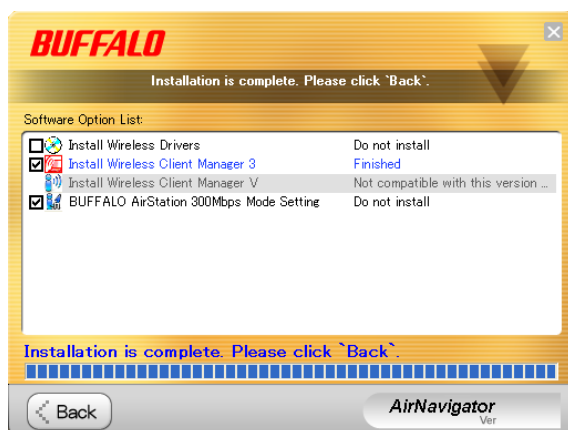 BUFFALO
Installation is complete. Please click `Back`.
Software Option List:
Install Wireless Drivers Do not install
Install Wireless Client Manager 3 Finished
Install Wireless Client Manager V Not compatible with this version ...
BUFFALO AirStation 300Mbps Mode Setting Do not install
Installation is complete. Please click `Back`.
Back
AirNavigator
Ver